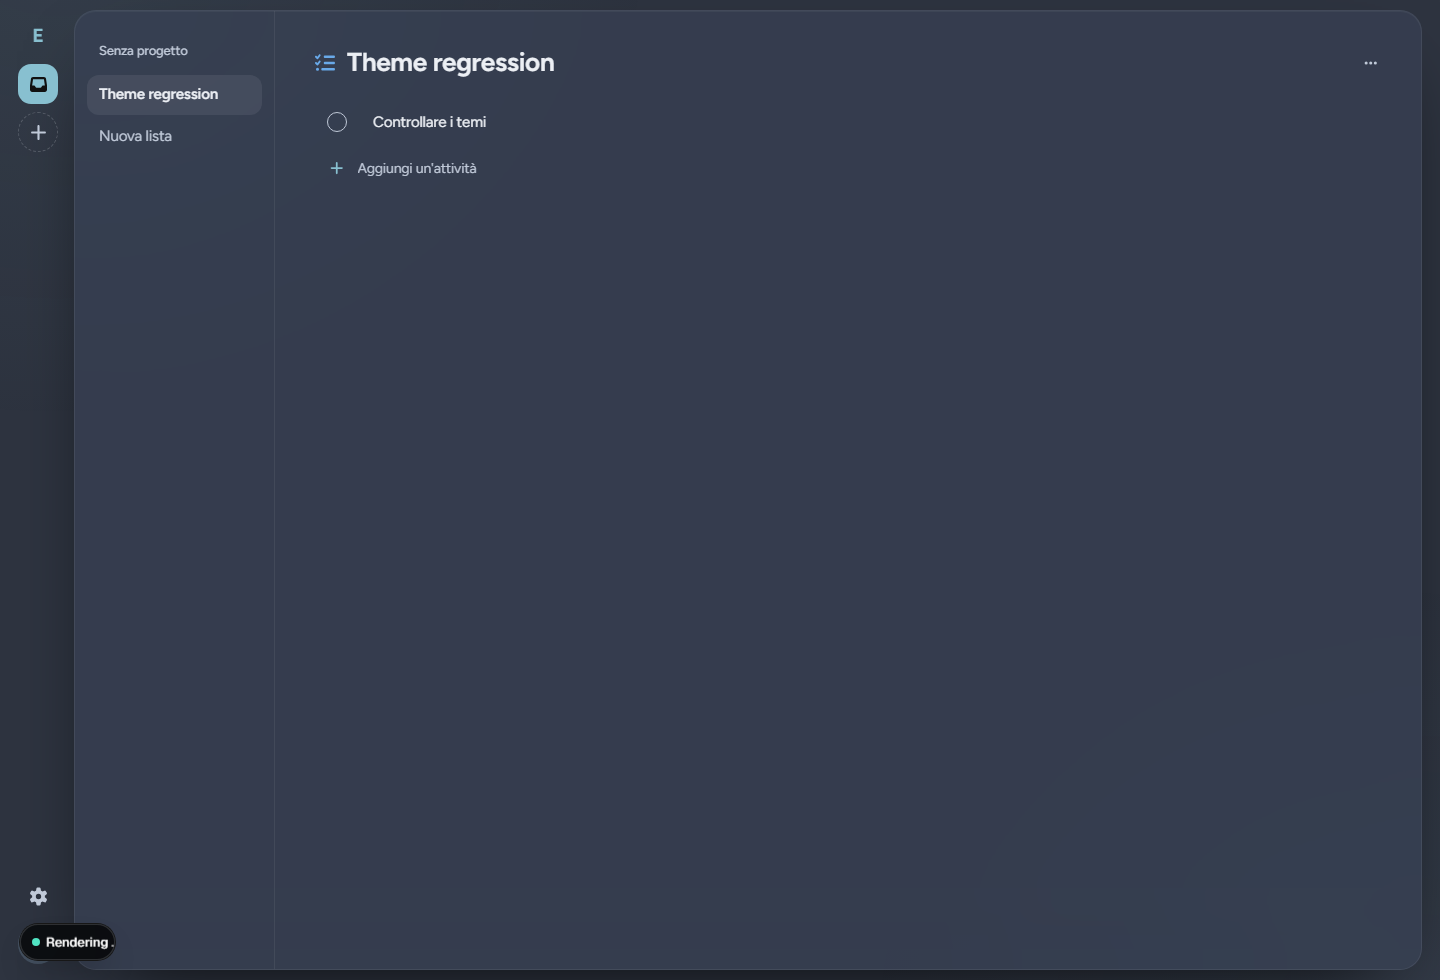 E
Senza progetto
Theme regression
Nuova lista
Theme regression
Controllare i temi
Aggiungi un'attività
Rendering